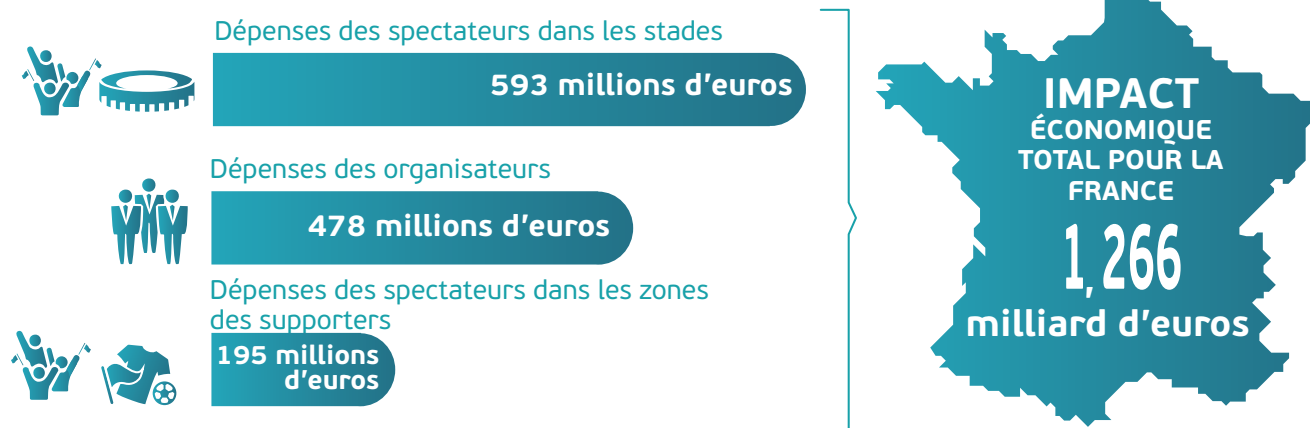 Dépenses des spectateurs dans les stades
593 millions d'euros
Dépenses des organisateurs
478 millions d'euros
Dépenses des spectateurs dans les zones
des supporters
195 millions
d'euros
IMPACT
ÉCONOMIQUE
TOTAL POUR LA
FRANCE
1,266
milliard d'euros